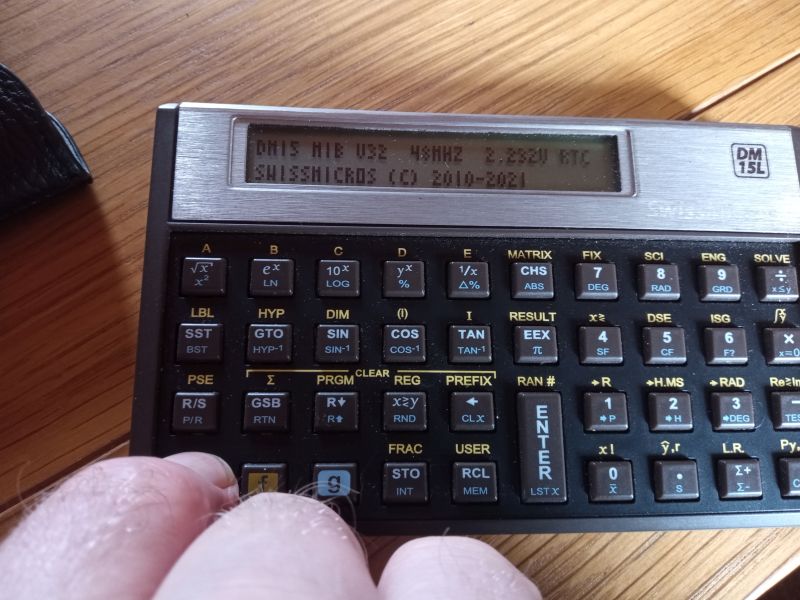 DM15 M1B V32 48MHZ 2.292V RTC
SWISSMICROS (C) 2010-2021
DM
15L
A B C D E MATRIX FIX SCI ENG SOLVE
√x eˣ 10ˣ yˣ 1/x CHS 7 8 9 ÷
x² LN LOG % Δ% ABS DEG RAD GRD x≤y
LBL HYP DIM (i) I RESULT x≷ DSE ISG ∫
SST GTO SIN COS TAN EEX 4 5 6 ×
BST HYP⁻¹ SIN⁻¹ COS⁻¹ TAN⁻¹ π SF CF F? x=0
CLEAR
PSE Σ PRGM REG PREFIX RAN # →R →H.MS →RAD Re≷Im
R/S GSB R↓ x≷y ← ENTER 1 2 3 −
P/R RTN R↑ RND CLx →P →H →DEG
FRAC USER x! ŷ,r L.R.
f g STO RCL 0 • Σ+
INT MEM LSTx x̄ s Σ−